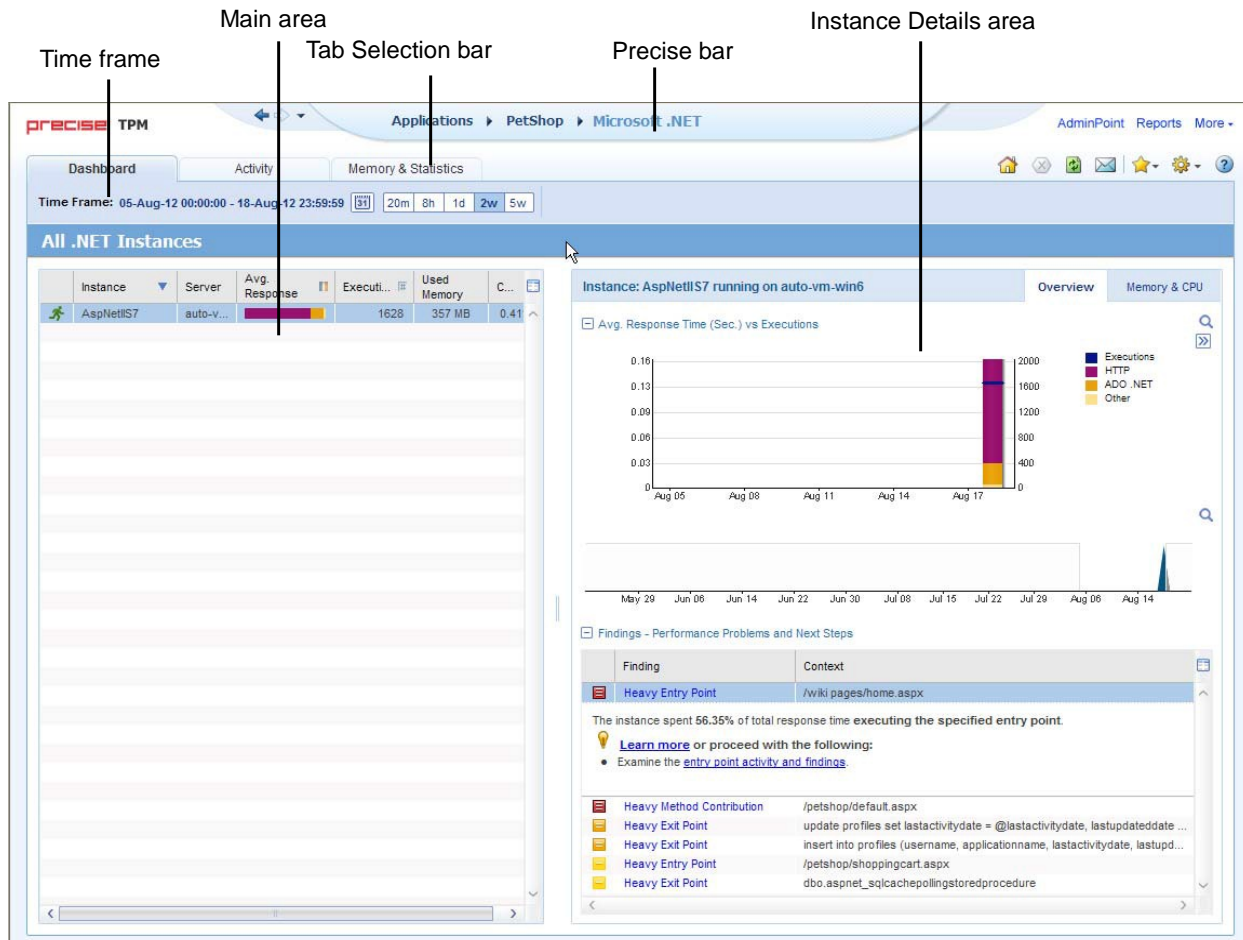 Main area
Instance Details area
Time frame
Tab Selection bar
Precise bar
precise TPM
Applications
PetShop
Microsoft .NET
AdminPoint Reports More
Dashboard
Activity
Memory & Statistics
Time Frame: 05-Aug-12 00:00:00 - 18-Aug-12 23:59:59
31
20m 8h 1d 2w 5w
All .NET Instances
Instance
Server
Avg. Response
Executi...
Used Memory
C...
AspNetIIS7 auto-v... 1628 357 MB 0.41
Instance: AspNetIIS7 running on auto-vm-win6
Overview
Memory & CPU
Avg. Response Time (Sec.) vs Executions
0.16 2000
0.13 1600
0.09 1200
0.06 800
0.03 400
0 0
Aug 05 Aug 08 Aug 11 Aug 14 Aug 17
Executions
HTTP
ADO .NET
Other
May 29 Jun 06 Jun 14 Jun 22 Jun 30 Jul 08 Jul 15 Jul 22 Jul 29 Aug 06 Aug 14
Findings - Performance Problems and Next Steps
Finding Context
Heavy Entry Point /wiki pages/home.aspx
The instance spent 56.35% of total response time executing the specified entry point.
Learn more or proceed with the following:
• Examine the entry point activity and findings.
Heavy Method Contribution /petshop/default.aspx
Heavy Exit Point update profiles set lastactivitydate = @lastactivitydate, lastupdateddate ...
Heavy Exit Point insert into profiles (username, applicationname, lastactivitydate, lastupd...
Heavy Entry Point /petshop/shoppingcart.aspx
Heavy Exit Point dbo.aspnet_sqlcachepollingstoredprocedure